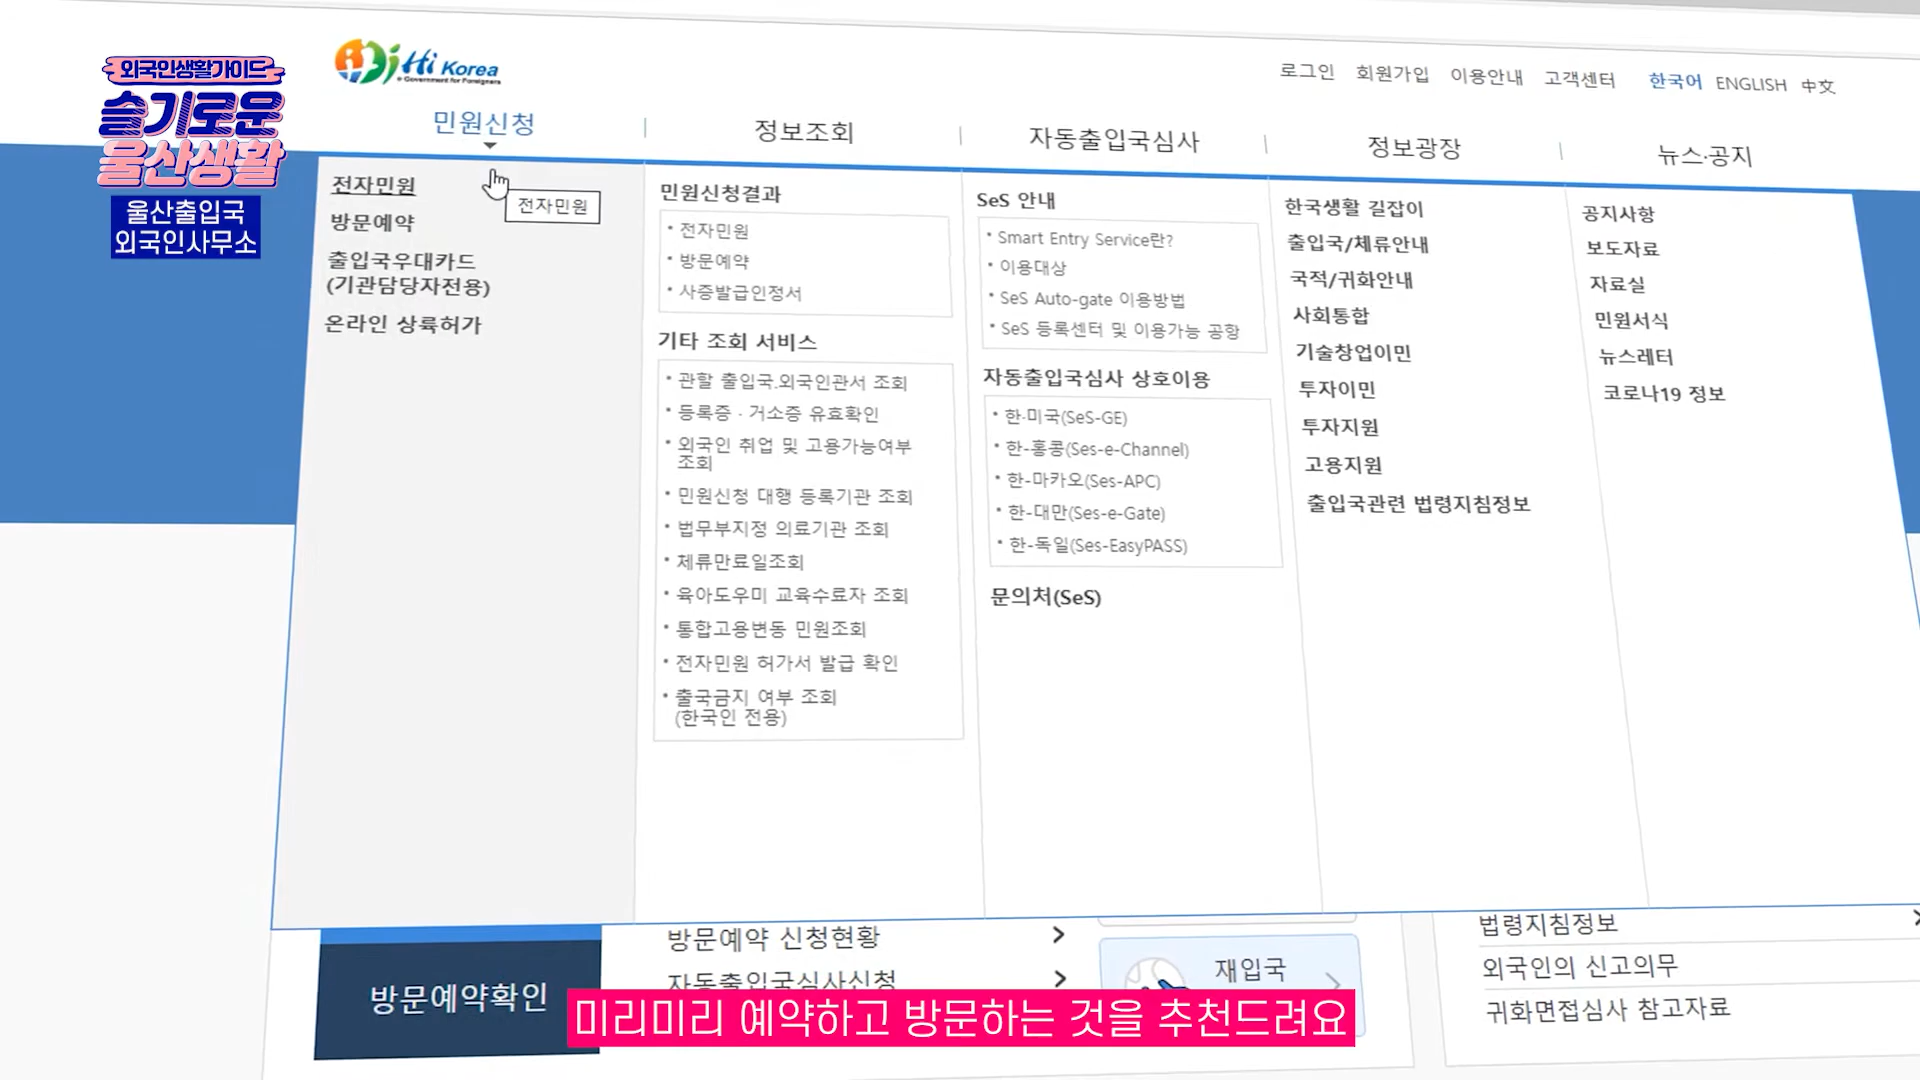 외국인생활가이드
슬기로운
울산생활
울산출입국
외국인사무소
Hi Korea
e-Government for Foreigners
로그인 회원가입 이용안내 고객센터 한국어 ENGLISH 中文
민원신청 정보조회 자동출입국심사 정보광장 뉴스·공지
전자민원
전자민원
방문예약
출입국우대카드
(기관담당자전용)
온라인 상륙허가
민원신청결과
• 전자민원
• 방문예약
• 사증발급인정서
기타 조회 서비스
• 관할 출입국.외국인관서 조회
• 등록증 · 거소증 유효확인
• 외국인 취업 및 고용가능여부
조회
• 민원신청 대행 등록기관 조회
• 법무부지정 의료기관 조회
• 체류만료일조회
• 육아도우미 교육수료자 조회
• 통합고용변동 민원조회
• 전자민원 허가서 발급 확인
• 출국금지 여부 조회
(한국인 전용)
SeS 안내
• Smart Entry Service란?
• 이용대상
• SeS Auto-gate 이용방법
• SeS 등록센터 및 이용가능 공항
자동출입국심사 상호이용
• 한·미국(SeS-GE)
• 한-홍콩(Ses-e-Channel)
• 한-마카오(Ses-APC)
• 한-대만(Ses-e-Gate)
• 한-독일(Ses-EasyPASS)
문의처(SeS)
한국생활 길잡이
출입국/체류안내
국적/귀화안내
사회통합
기술창업이민
투자이민
투자지원
고용지원
출입국관련 법령지침정보
공지사항
보도자료
자료실
민원서식
뉴스레터
코로나19 정보
방문예약확인
방문예약 신청현황
자동출입국심사신청
재입국
법령지침정보
외국인의 신고의무
귀화면접심사 참고자료
미리미리 예약하고 방문하는 것을 추천드려요